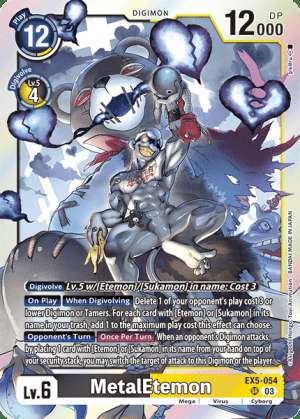 Play
DIGIMON
DP
12
12000
Digivolve
Lv.5
4
Digivolve Lv.5 w/[Etemon]/[Sukamon] in name: Cost 3
On Play When Digivolving Delete 1 of your opponent's play cost 3 or
lower Digimon or Tamers. For each card with [Etemon] or [Sukamon] in its
name in your trash, add 1 to the maximum play cost this effect can choose.
Opponent's Turn Once Per Turn When an opponent's Digimon attacks,
by placing 1 card with [Etemon] or [Sukamon] in its name from your hand on top of
your security stack, you may switch the target of attack to this Digimon or the player.
EX5-054
Lv.6
MetalEtemon
03
Mega Virus Cyborg